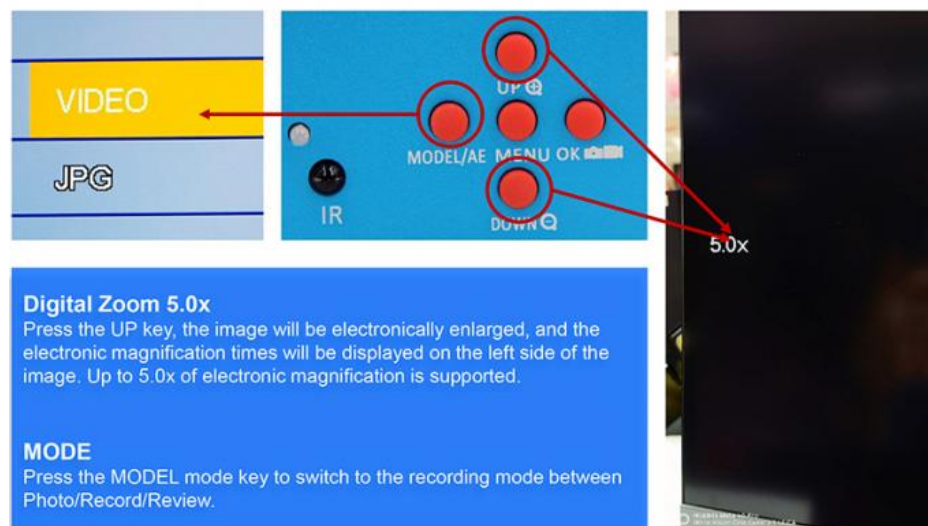 VIDEO
JPG
UP
MODEL/AE MENU OK
IR
DOWN
5.0x
Digital Zoom 5.0x
Press the UP key, the image will be electronically enlarged, and the
electronic magnification times will be displayed on the left side of the
image. Up to 5.0x of electronic magnification is supported.
MODE
Press the MODEL mode key to switch to the recording mode between
Photo/Record/Review.